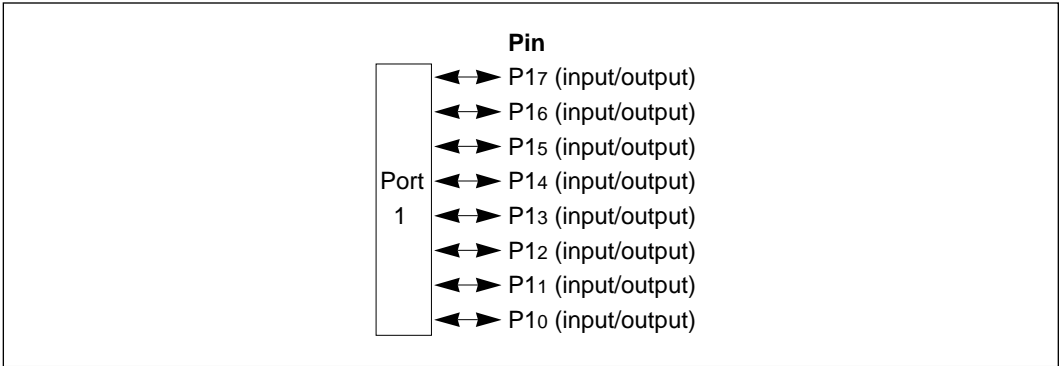 Pin
P17 (input/output)
P16 (input/output)
P15 (input/output)
Port P14 (input/output)
1 P13 (input/output)
P12 (input/output)
P11 (input/output)
P10 (input/output)